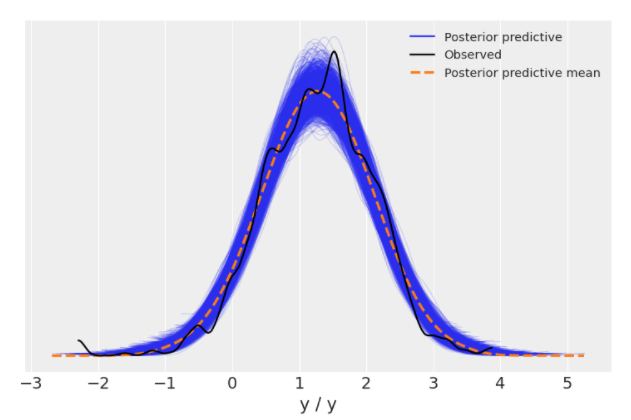 Posterior predictive
Observed
Posterior predictive mean
−3 −2 −1 0 1 2 3 4 5
y / y